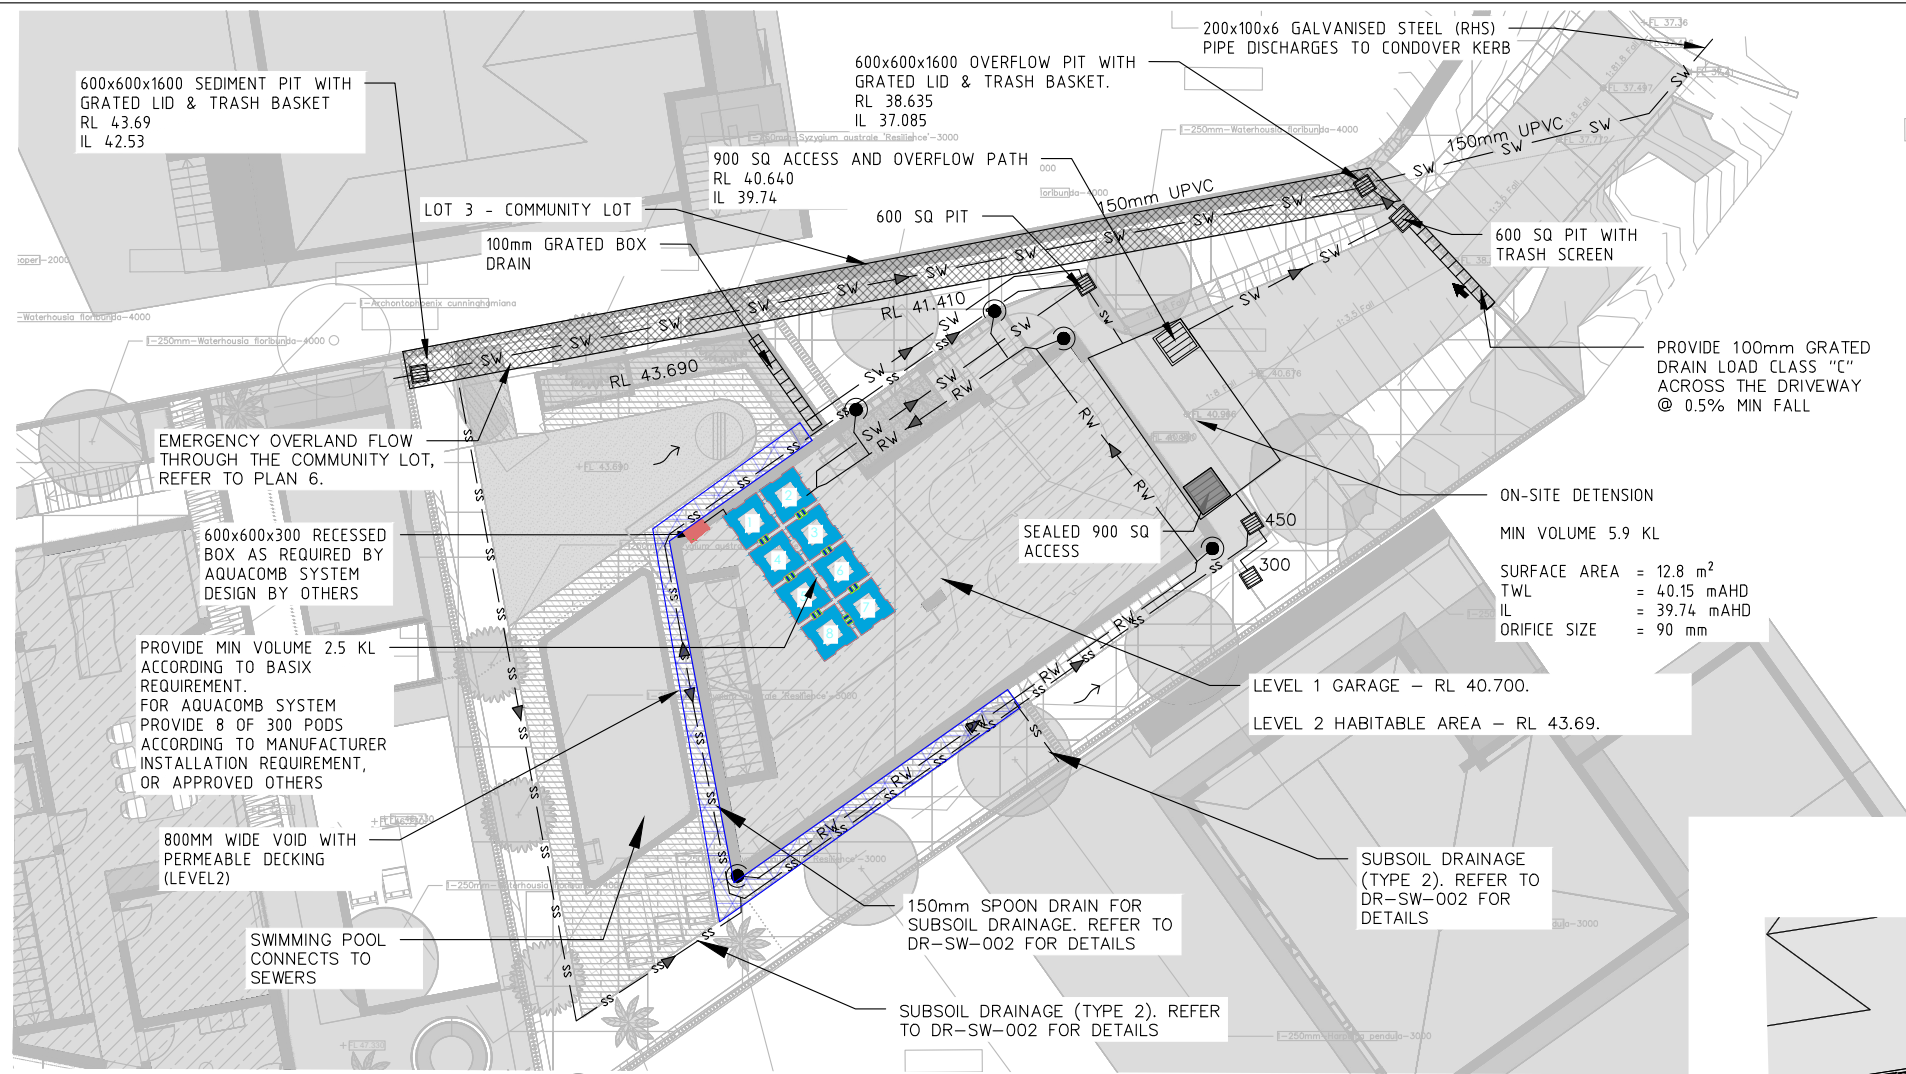 200x100x6 GALVANISED STEEL (RHS)
PIPE DISCHARGES TO CONDOVER KERB
600x600x1600 OVERFLOW PIT WITH
GRATED LID & TRASH BASKET.
RL 38.635
IL 37.085
600x600x1600 SEDIMENT PIT WITH
GRATED LID & TRASH BASKET
RL 43.69
IL 42.53
900 SQ ACCESS AND OVERFLOW PATH
RL 40.640
IL 39.74
LOT 3 - COMMUNITY LOT
600 SQ PIT
100mm GRATED BOX
DRAIN
150mm UPVC
150mm UPVC
600 SQ PIT WITH
TRASH SCREEN
RL 41.410
RL 43.690
PROVIDE 100mm GRATED
DRAIN LOAD CLASS "C"
ACROSS THE DRIVEWAY
@ 0.5% MIN FALL
EMERGENCY OVERLAND FLOW
THROUGH THE COMMUNITY LOT,
REFER TO PLAN 6.
600x600x300 RECESSED
BOX AS REQUIRED BY
AQUACOMB SYSTEM
DESIGN BY OTHERS
SEALED 900 SQ
ACCESS
450
300
ON-SITE DETENSION
MIN VOLUME 5.9 KL
SURFACE AREA = 12.8 m²
TWL = 40.15 mAHD
IL = 39.74 mAHD
ORIFICE SIZE = 90 mm
PROVIDE MIN VOLUME 2.5 KL
ACCORDING TO BASIX
REQUIREMENT.
FOR AQUACOMB SYSTEM
PROVIDE 8 OF 300 PODS
ACCORDING TO MANUFACTURER
INSTALLATION REQUIREMENT,
OR APPROVED OTHERS
LEVEL 1 GARAGE - RL 40.700.
LEVEL 2 HABITABLE AREA - RL 43.69.
800MM WIDE VOID WITH
PERMEABLE DECKING
(LEVEL2)
SUBSOIL DRAINAGE
(TYPE 2). REFER TO
DR-SW-002 FOR
DETAILS
150mm SPOON DRAIN FOR
SUBSOIL DRAINAGE. REFER TO
DR-SW-002 FOR DETAILS
SWIMMING POOL
CONNECTS TO
SEWERS
SUBSOIL DRAINAGE (TYPE 2). REFER
TO DR-SW-002 FOR DETAILS